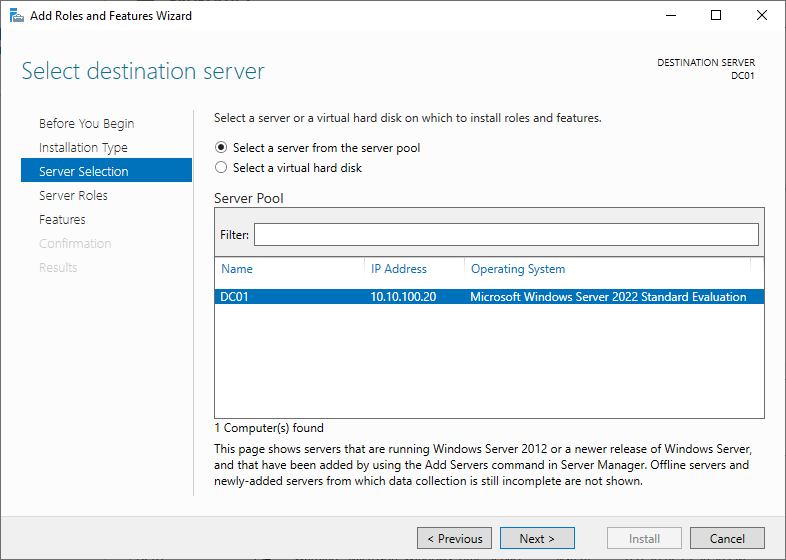 Add Roles and Features Wizard
Select destination server
DESTINATION SERVER
DC01
Before You Begin
Installation Type
Server Selection
Server Roles
Features
Confirmation
Results
Select a server or a virtual hard disk on which to install roles and features.
Select a server from the server pool
Select a virtual hard disk
Server Pool
Filter:
Name IP Address Operating System
DC01 10.10.100.20 Microsoft Windows Server 2022 Standard Evaluation
1 Computer(s) found
This page shows servers that are running Windows Server 2012 or a newer release of Windows Server,
and that have been added by using the Add Servers command in Server Manager. Offline servers and
newly-added servers from which data collection is still incomplete are not shown.
< Previous Next > Install Cancel